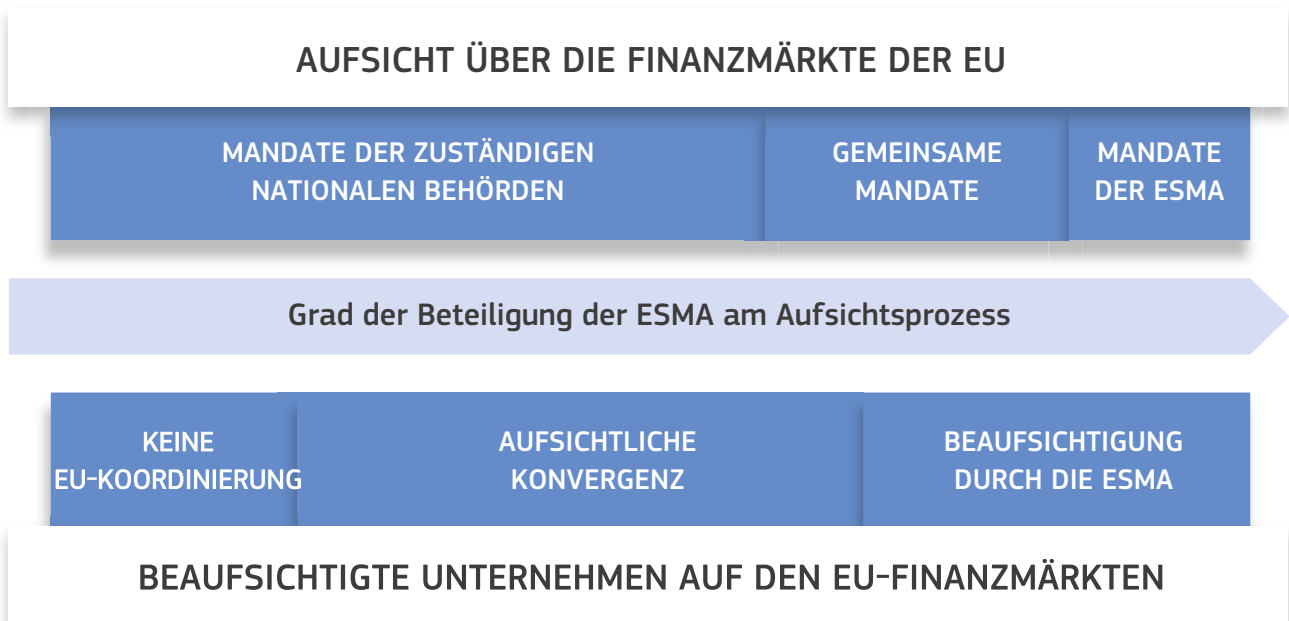 AUFSICHT ÜBER DIE FINANZMÄRKTE DER EU
MANDATE DER ZUSTÄNDIGEN
NATIONALEN BEHÖRDEN
GEMEINSAME
MANDATE
MANDATE
DER ESMA
Grad der Beteiligung der ESMA am Aufsichtsprozess
KEINE
EU-KOORDINIERUNG
AUFSICHTLICHE
KONVERGENZ
BEAUFSICHTIGUNG
DURCH DIE ESMA
BEAUFSICHTIGTE UNTERNEHMEN AUF DEN EU-FINANZMÄRKTEN